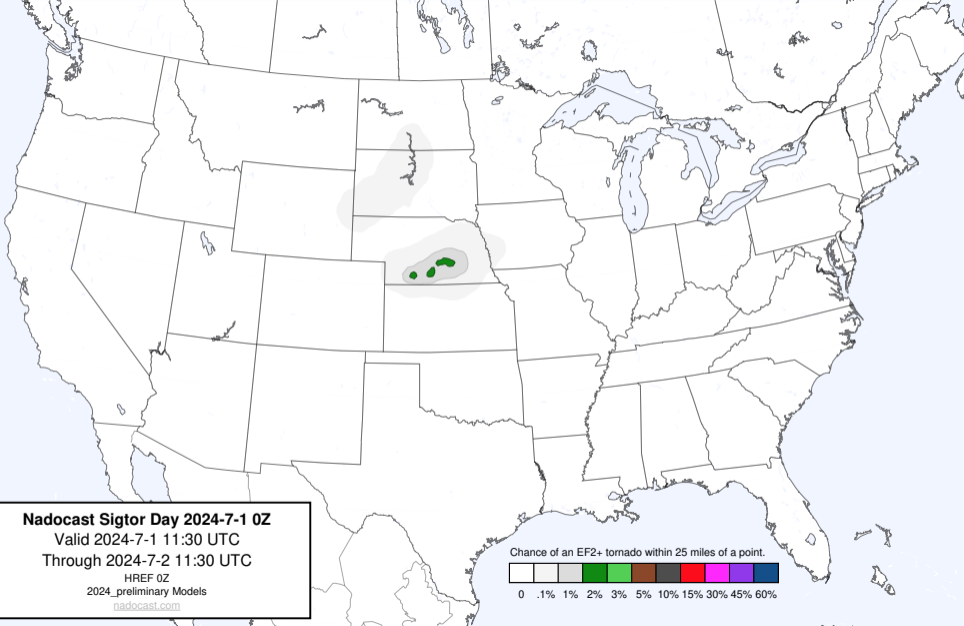 Nadocast Sigtor Day 2024-7-1 0Z
Valid 2024-7-1 11:30 UTC
Through 2024-7-2 11:30 UTC
HREF 0Z
2024_preliminary Models
nadocast.com
Chance of an EF2+ tornado within 25 miles of a point.
0 .1% 1% 2% 3% 5% 10% 15% 30% 45% 60%